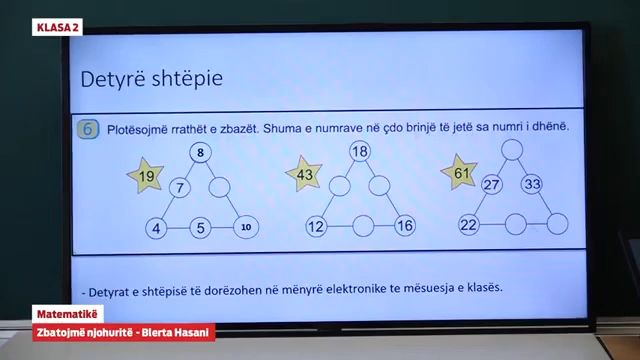 KLASA 2
Detyrë shtëpie
6 Plotësojmë rrathët e zbazët. Shuma e numrave në çdo brinjë të jetë sa numri i dhënë.
19
8
7
4 5 10
43
18
12 16
61
27 33
22
- Detyrat e shtëpisë të dorëzohen në mënyrë elektronike te mësuesja e klasës.
Matematikë
Zbatojmë njohuritë - Blerta Hasani